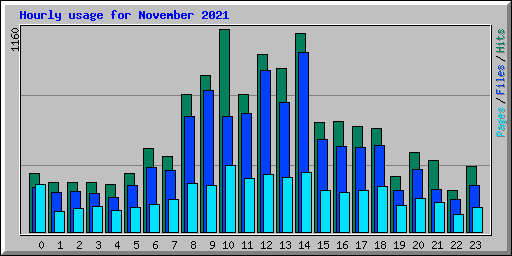 Hourly usage for November 2021
1160
Pages/Files/Hits
0 1 2 3 4 5 6 7 8 9 10 11 12 13 14 15 16 17 18 19 20 21 22 23